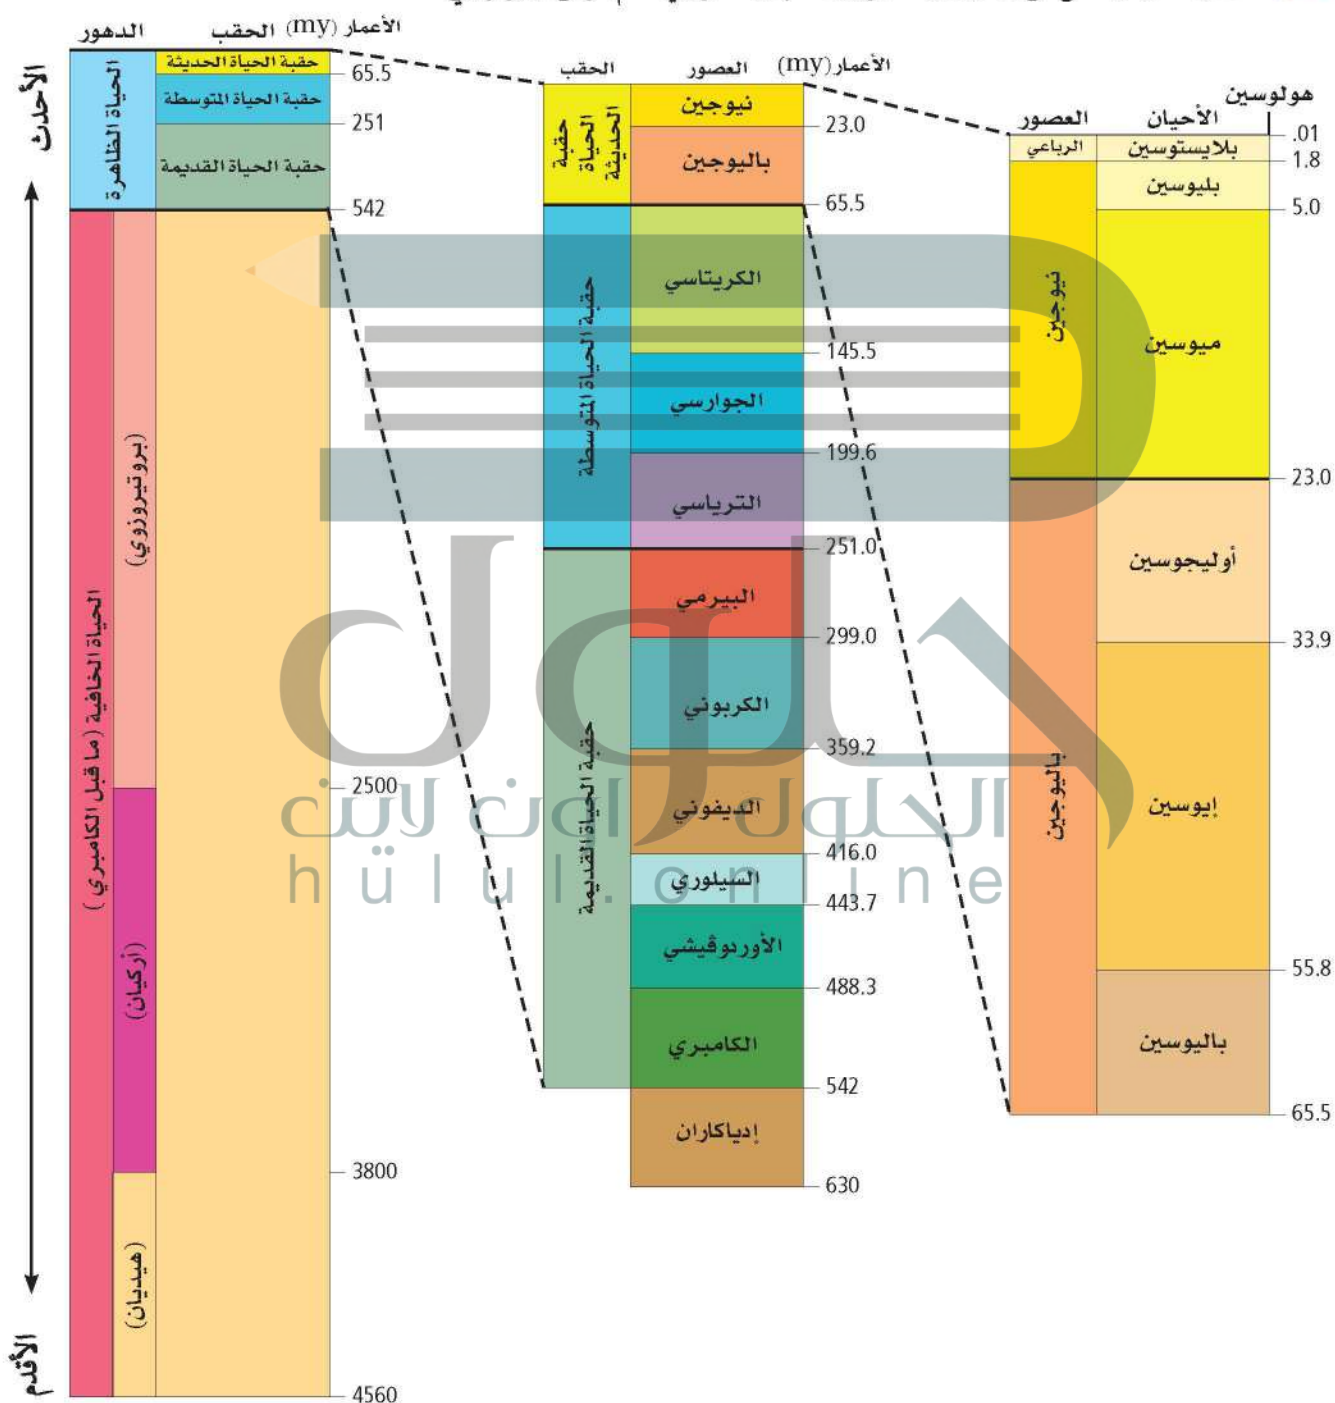 الدهور الحقب الأعمار (my)
الأحدث
الأقدم
الحياة الظاهرة
حقبة الحياة الحديثة
65.5
حقبة الحياة المتوسطة
251
حقبة الحياة القديمة
542
الحياة الخافية (ما قبل الكامبري)
(بروتيروزوي)
2500
(أركيان)
3800
(هيديان)
4560
الحقب العصور الأعمار (my)
حقبة
الحياة
الحديثة
نيوجين
23.0
باليوجين
65.5
حقبة الحياة المتوسطة
الكريتاسي
145.5
الجوارسي
199.6
الترياسي
251.0
حقبة الحياة القديمة
البيرمي
299.0
الكربوني
359.2
الديفوني
416.0
السيلوري
443.7
الأوردوڤيشي
488.3
الكامبري
542
إدياكاران
630
العصور الأحيان هولوسين
.01
الرباعي بلايستوسين
1.8
نيوجين
بليوسين
5.0
ميوسين
23.0
باليوجين
أوليجوسين
33.9
إيوسين
55.8
باليوسين
65.5
حلول
الحلول اون لاين
hülul.online